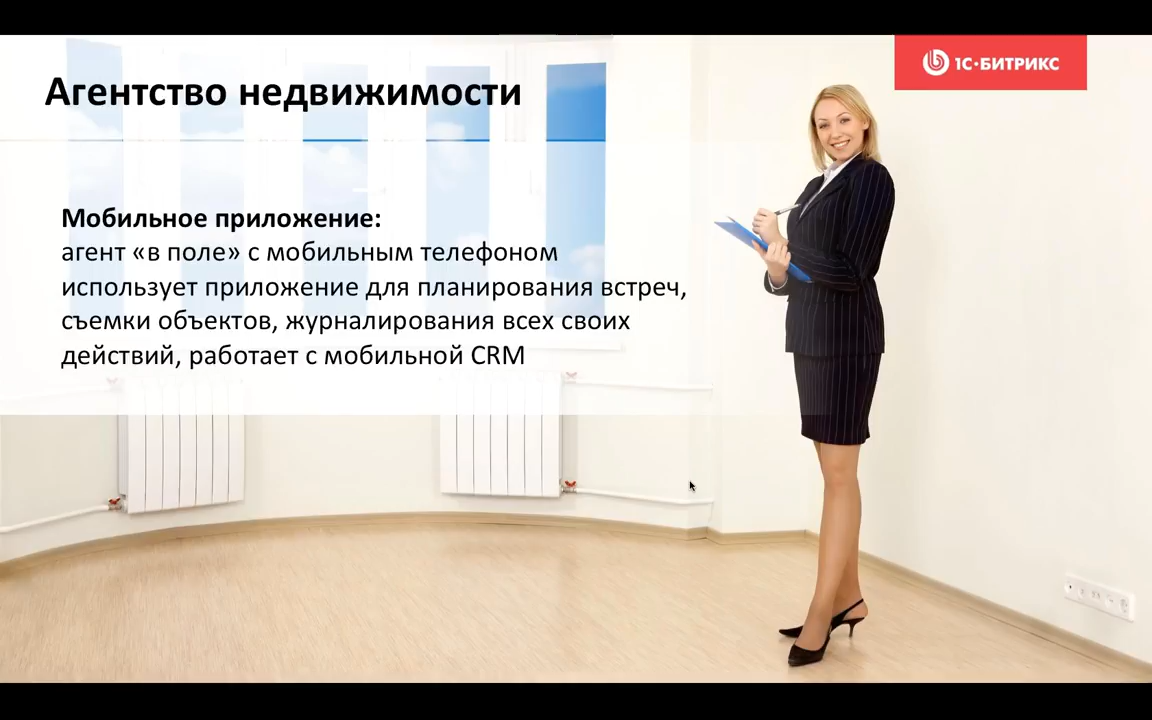 Агентство недвижимости
1С·БИТРИКС
Мобильное приложение:
агент «в поле» с мобильным телефоном
использует приложение для планирования встреч,
съемки объектов, журналирования всех своих
действий, работает с мобильной CRM